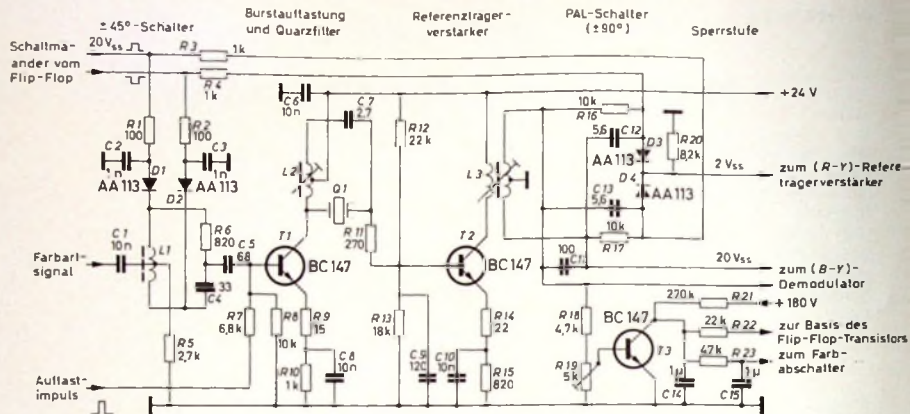 ±45°-Schalter
Burstauftastung
und Quarzfilter
Referenzträger-
verstärker
PAL-Schalter
(±90°)
Sperrstufe
Schaltmä-
ander vom
Flip-Flop
20 Vss
R3
1k
R4
1k
+24 V
R1
100
R2
100
C2
1n
C3
1n
D1
AA 113
D2
AA 113
C6
10n
C7
2,7
L2
Q1
R12
22k
L3
10k
R16
5,6
C12
D3
AA113
R20
8,2k
2 Vss
zum (R-Y)-Refere
trägerverstärker
D4
AA113
C13
5,6
10k
R17
R6
820
C5
68
C1
10n
L1
Farbart
signal
33
C4
T1
BC 147
R11
270
T2
BC 147
100
20 Vss
zum (B-Y)-
Demodulator
R5
2,7k
R7
6,8k
R8
10k
R9
15
R10
1k
C8
10n
R13
18k
C9
120
C10
10n
R14
22
R15
820
R18
4,7k
R19
5k
BC 147
T3
270k
R21
+180 V
22k
R22
zur Basis des
Flip-Flop-Transistors
47k
R23
zum Farb-
abschalter
1µ
C14
1µ
C15
Auftast
impuls